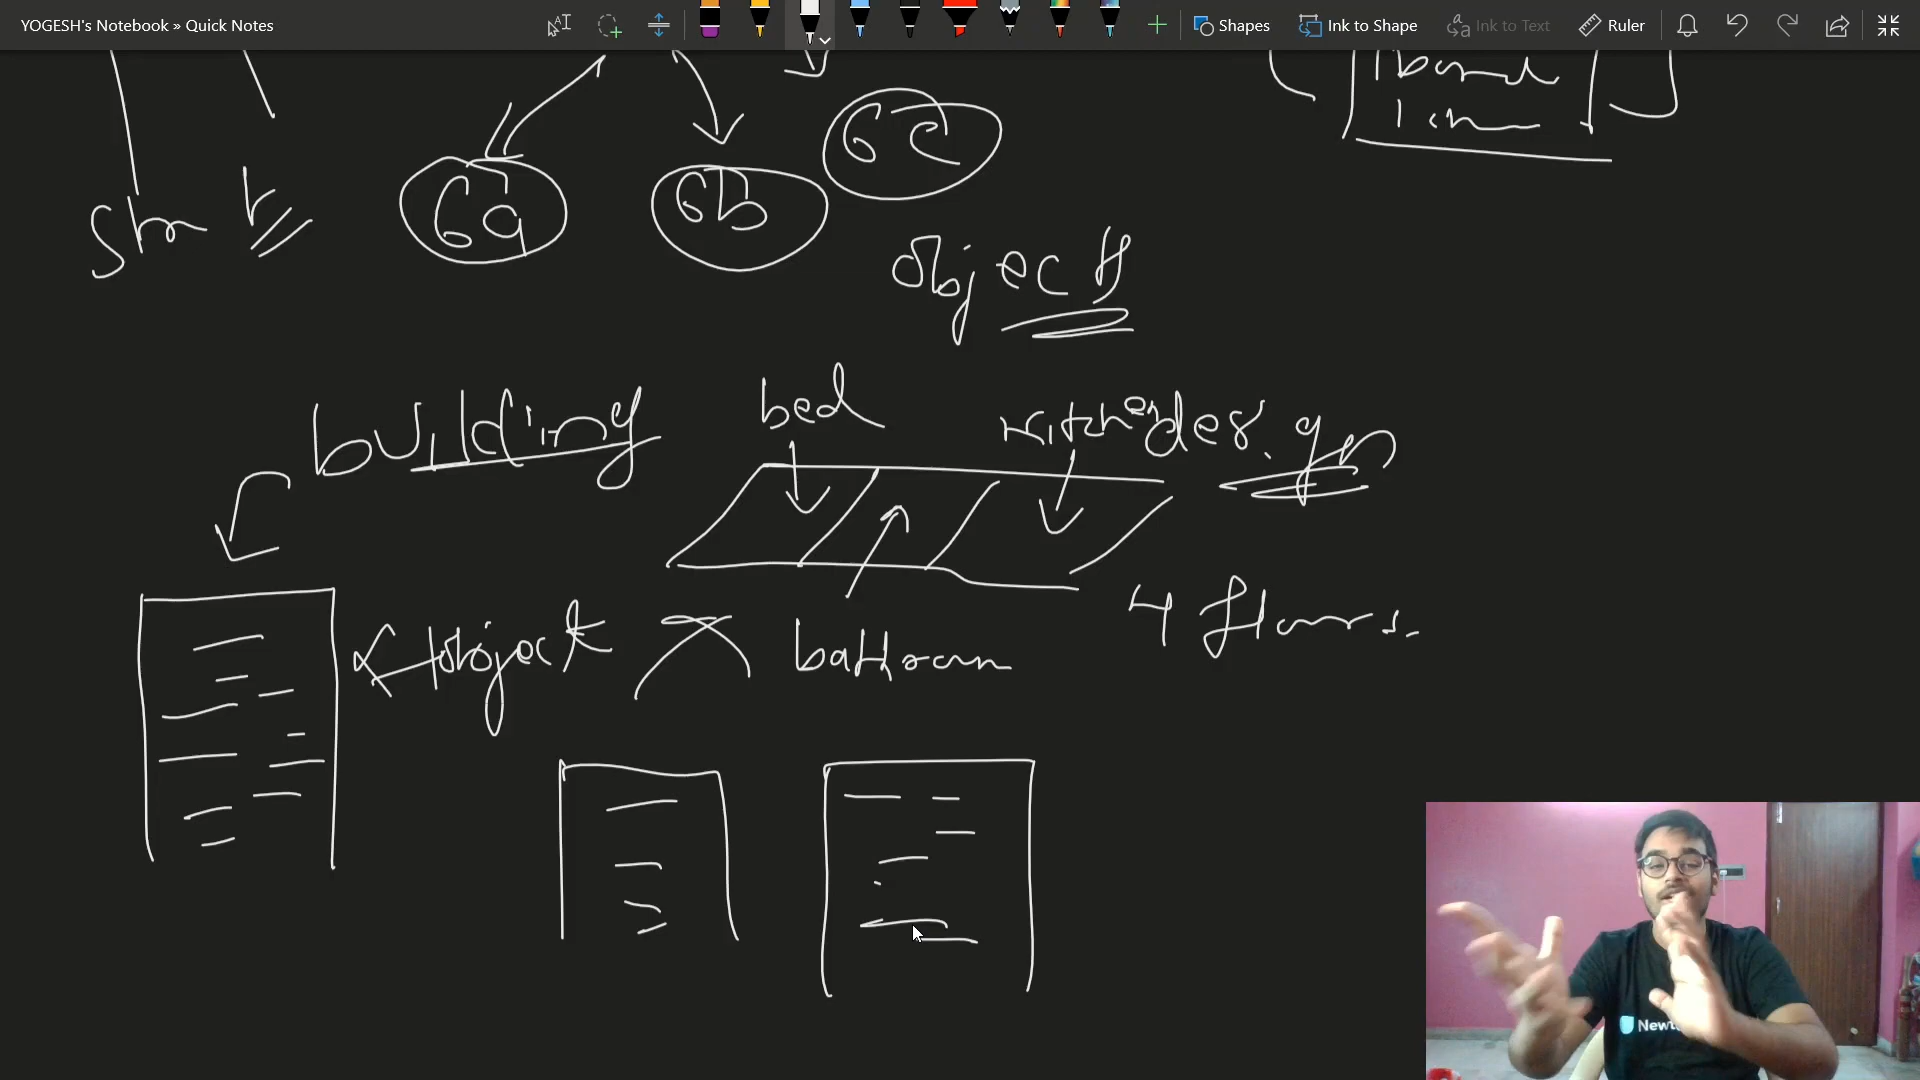 YOGESH's Notebook » Quick Notes
Shapes
Ink to Shape
Ink to Text
Ruler
6c
6a
6b
object
building
bed
kitchen
design
4 floors.
object
bathroom
Newt